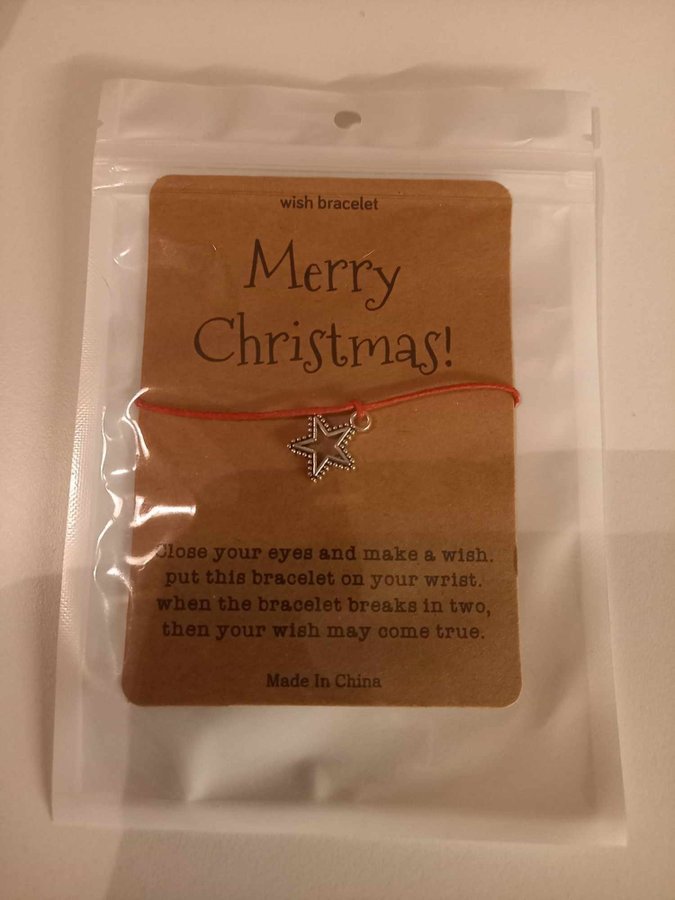 wish bracelet
Merry
Christmas!
Close your eyes and make a wish.
put this bracelet on your wrist.
when the bracelet breaks in two,
then your wish may come true.
Made In China